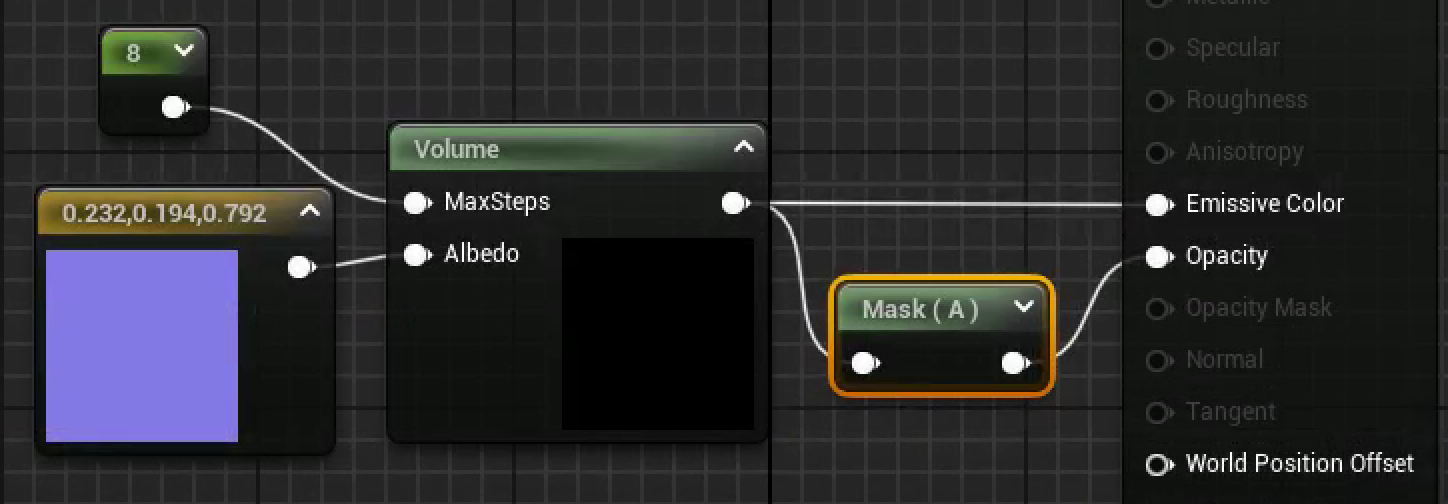 8
Volume
MaxSteps
Albedo
0.232,0.194,0.792
Mask ( A )
Metallic
Specular
Roughness
Anisotropy
Emissive Color
Opacity
Opacity Mask
Normal
Tangent
World Position Offset